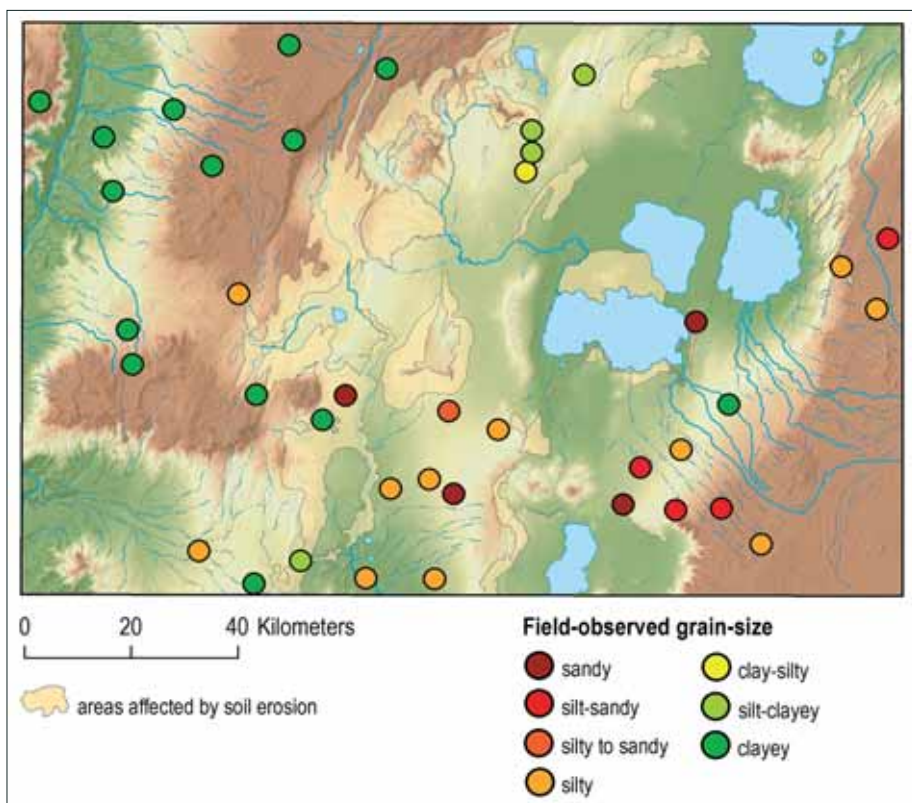 0 20 40 Kilometers
areas affected by soil erosion
Field-observed grain-size
sandy
silt-sandy
silty to sandy
silty
clay-silty
silt-clayey
clayey